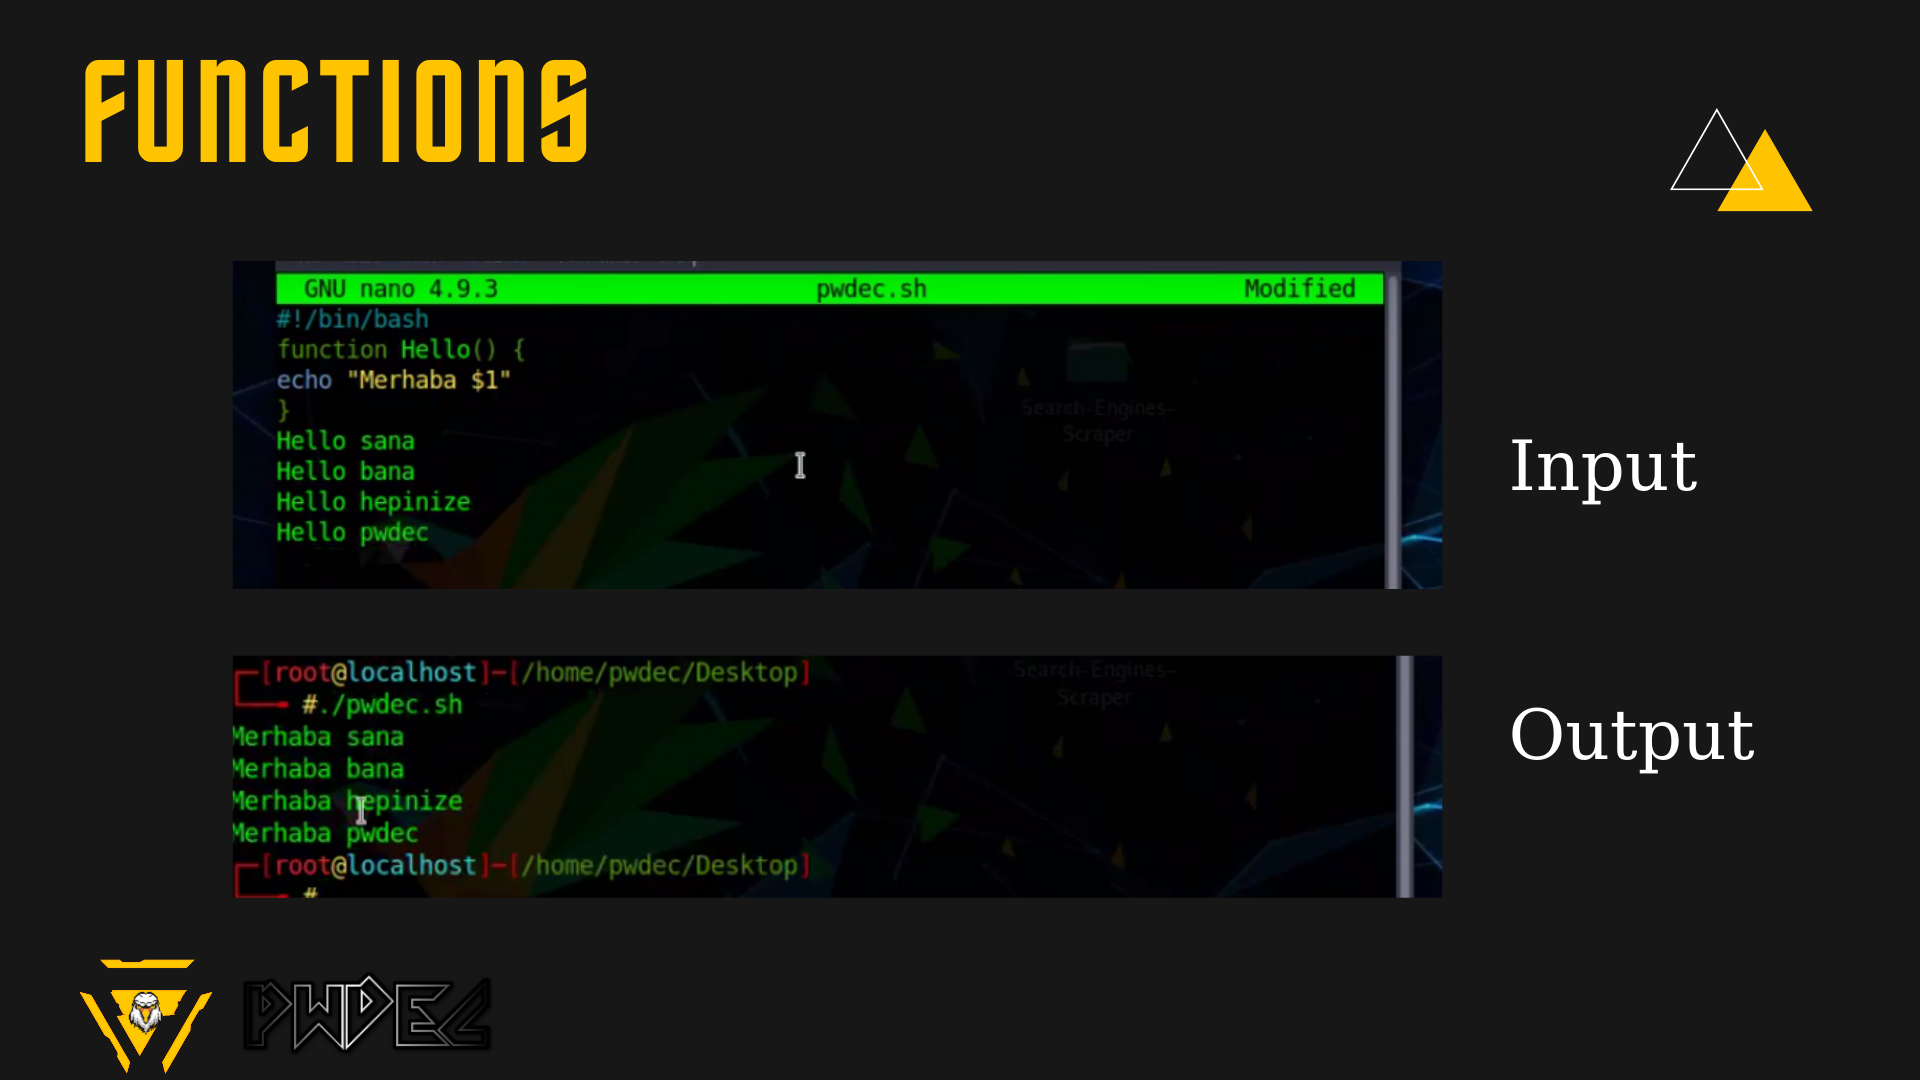 FUNCTIONS
GNU nano 4.9.3 pwdec.sh Modified
#!/bin/bash
function Hello() {
echo "Merhaba $1"
}
Hello sana
Hello bana
Hello hepinize
Hello pwdec
Search-Engines-
Scraper
Input
┌─[root@localhost]─[/home/pwdec/Desktop]
└──╼ #./pwdec.sh
Merhaba sana
Merhaba bana
Merhaba hepinize
Merhaba pwdec
┌─[root@localhost]─[/home/pwdec/Desktop]
└──╼ #
Search-Engines-
Scraper
Output
PWDEC